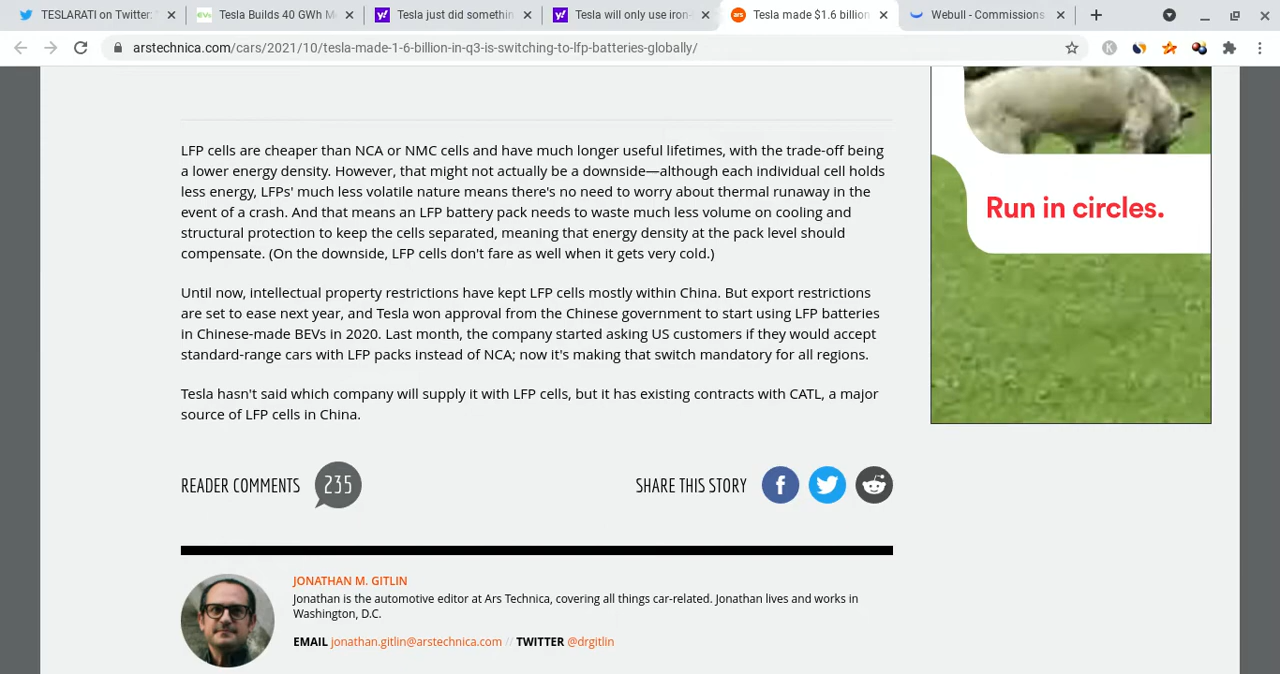 TESLARATI on Twitter:
Tesla Builds 40 GWh M
Tesla just did somethin
Tesla will only use iron-
Tesla made $1.6 billion
Webull - Commissions
arstechnica.com/cars/2021/10/tesla-made-1-6-billion-in-q3-is-switching-to-lfp-batteries-globally/
LFP cells are cheaper than NCA or NMC cells and have much longer useful lifetimes, with the trade-off being
a lower energy density. However, that might not actually be a downside—although each individual cell holds
less energy, LFPs' much less volatile nature means there's no need to worry about thermal runaway in the
event of a crash. And that means an LFP battery pack needs to waste much less volume on cooling and
structural protection to keep the cells separated, meaning that energy density at the pack level should
compensate. (On the downside, LFP cells don't fare as well when it gets very cold.)
Until now, intellectual property restrictions have kept LFP cells mostly within China. But export restrictions
are set to ease next year, and Tesla won approval from the Chinese government to start using LFP batteries
in Chinese-made BEVs in 2020. Last month, the company started asking US customers if they would accept
standard-range cars with LFP packs instead of NCA; now it's making that switch mandatory for all regions.
Tesla hasn't said which company will supply it with LFP cells, but it has existing contracts with CATL, a major
source of LFP cells in China.
Run in circles.
READER COMMENTS 235
SHARE THIS STORY
JONATHAN M. GITLIN
Jonathan is the automotive editor at Ars Technica, covering all things car-related. Jonathan lives and works in
Washington, D.C.
EMAIL jonathan.gitlin@arstechnica.com // TWITTER @drgitlin